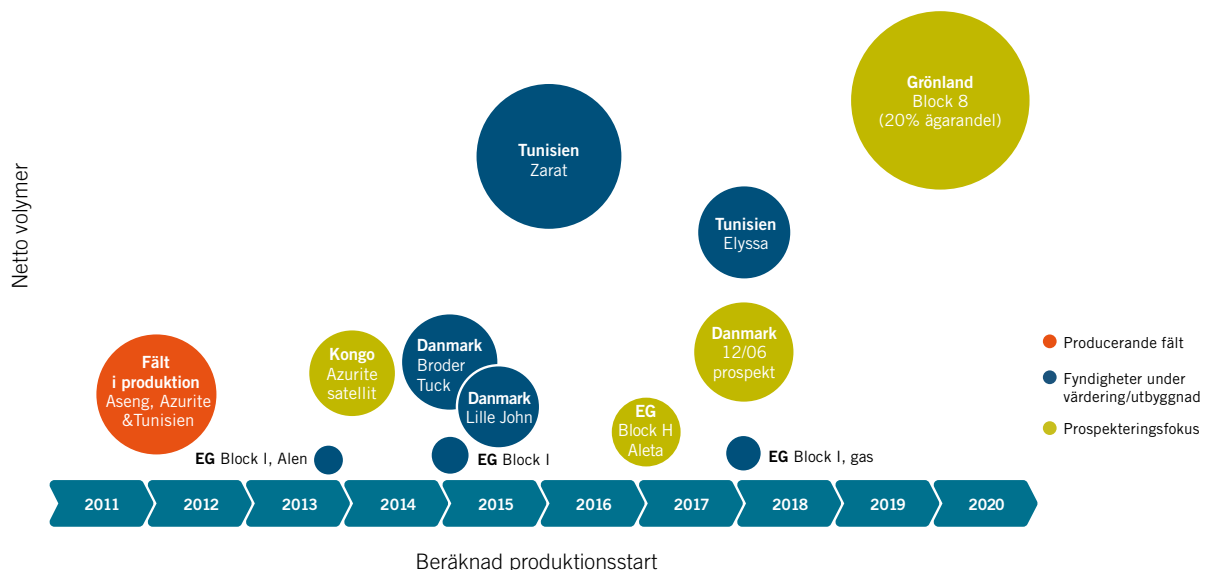 Netto volymer
Grönland
Block 8
(20% ägarandel)
Tunisien
Zarat
Tunisien
Elyssa
Fält
i produktion
Aseng, Azurite
&Tunisien
Kongo
Azurite
satellit
Danmark
Broder
Tuck
Danmark
Lille John
EG
Block H
Aleta
Danmark
12/06
prospekt
EG Block I, Alen
EG Block I
EG Block I, gas
Producerande fält
Fyndigheter under
värdering/utbyggnad
Prospekteringsfokus
2011 2012 2013 2014 2015 2016 2017 2018 2019 2020
Beräknad produktionsstart